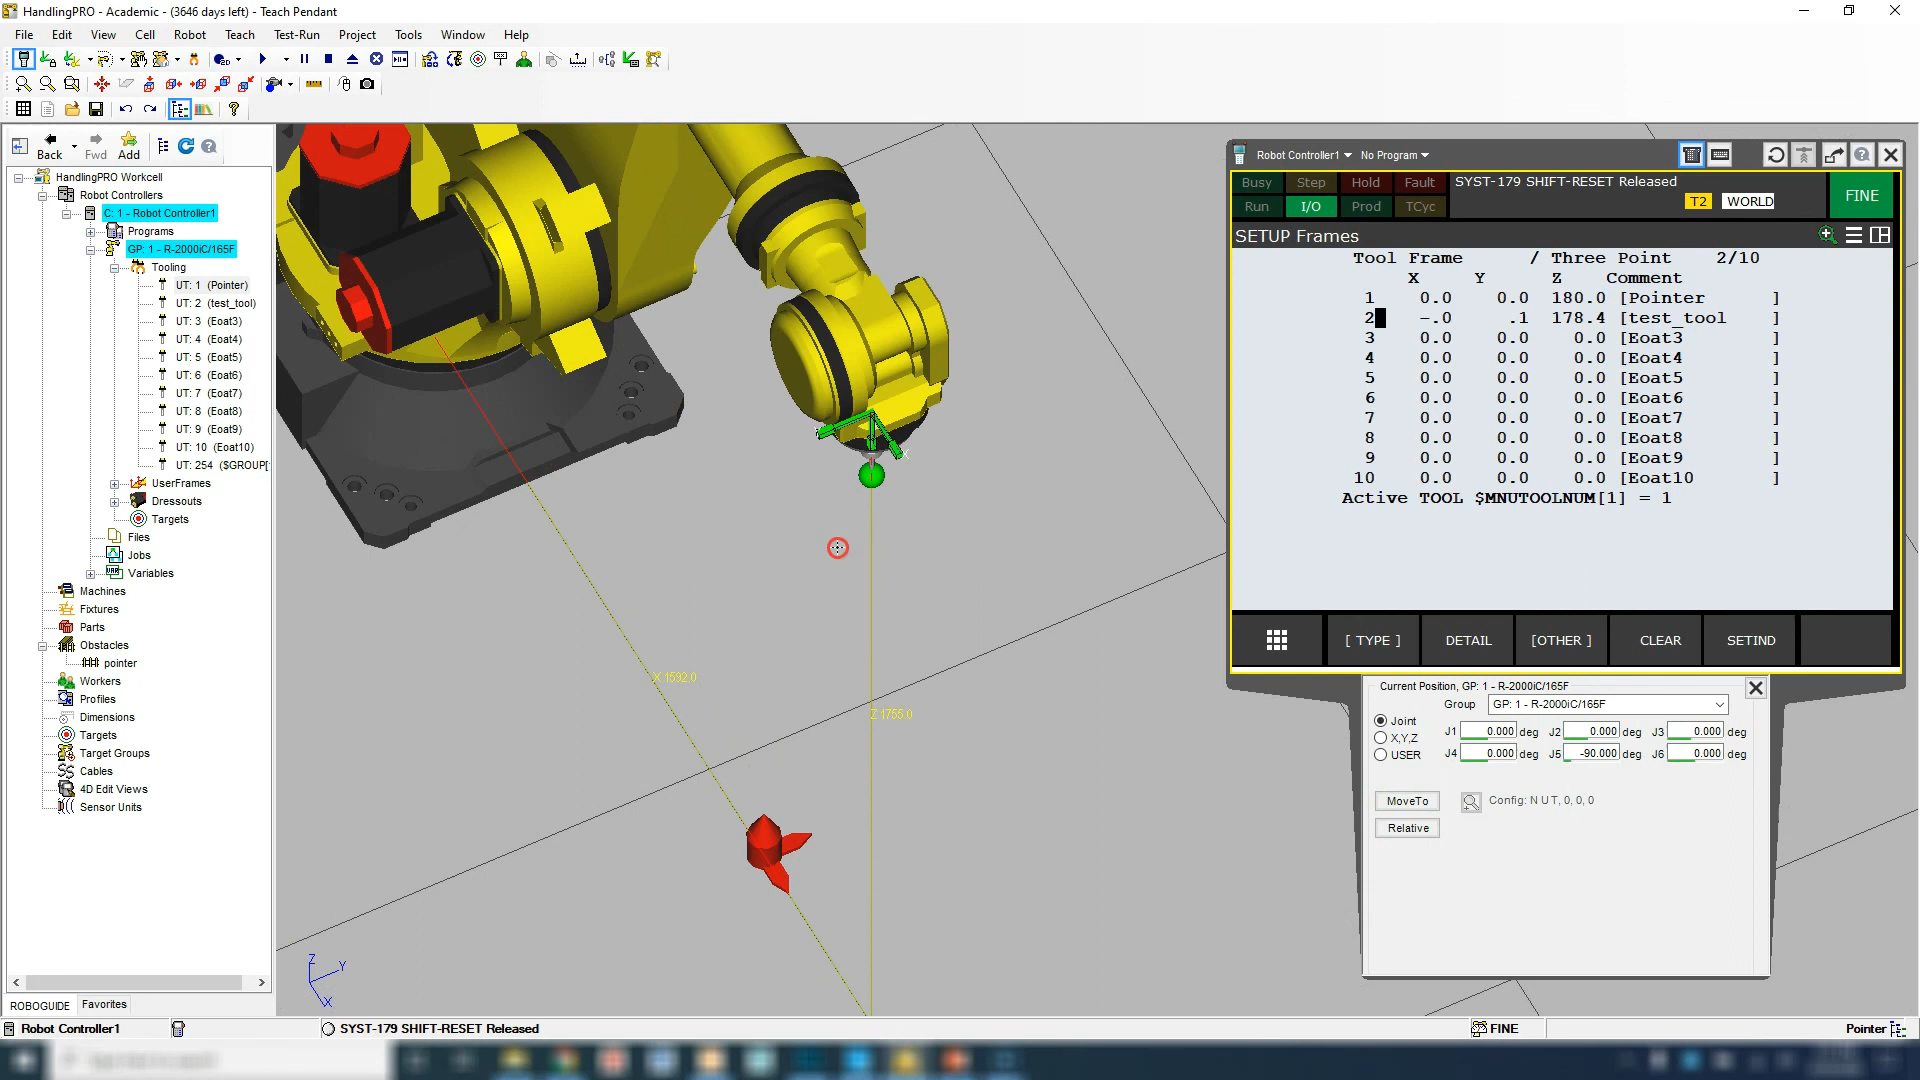 HandlingPRO - Academic - (3646 days left) - Teach Pendant
File Edit View Cell Robot Teach Test-Run Project Tools Window Help
Back Fwd Add
HandlingPRO Workcell
Robot Controllers
C: 1 - Robot Controller1
Programs
GP: 1 - R-2000iC/165F
Tooling
UT: 1 (Pointer)
UT: 2 (test_tool)
UT: 3 (Eoat3)
UT: 4 (Eoat4)
UT: 5 (Eoat5)
UT: 6 (Eoat6)
UT: 7 (Eoat7)
UT: 8 (Eoat8)
UT: 9 (Eoat9)
UT: 10 (Eoat10)
UT: 254 ($GROUP[
UserFrames
Dressouts
Targets
Files
Jobs
Variables
Machines
Fixtures
Parts
Obstacles
pointer
Workers
Profiles
Dimensions
Targets
Target Groups
Cables
4D Edit Views
Sensor Units
ROBOGUIDE Favorites
X 1592.0
Z 1755.0
Z
Y
X
Robot Controller1 No Program
Busy Step Hold Fault
Run I/O Prod TCyc
SYST-179 SHIFT-RESET Released
T2 WORLD
FINE
SETUP Frames
Tool Frame / Three Point 2/10
X Y Z Comment
1 0.0 0.0 180.0 [Pointer ]
2 -.0 .1 178.4 [test_tool ]
3 0.0 0.0 0.0 [Eoat3 ]
4 0.0 0.0 0.0 [Eoat4 ]
5 0.0 0.0 0.0 [Eoat5 ]
6 0.0 0.0 0.0 [Eoat6 ]
7 0.0 0.0 0.0 [Eoat7 ]
8 0.0 0.0 0.0 [Eoat8 ]
9 0.0 0.0 0.0 [Eoat9 ]
10 0.0 0.0 0.0 [Eoat10 ]
Active TOOL $MNUTOOLNUM[1] = 1
[ TYPE ] DETAIL [OTHER ] CLEAR SETIND
Current Position, GP: 1 - R-2000iC/165F
Group GP: 1 - R-2000iC/165F
Joint
X,Y,Z
USER
J1 0.000 deg J2 0.000 deg J3 0.000 deg
J4 0.000 deg J5 -90.000 deg J6 0.000 deg
MoveTo
Config: N U T, 0, 0, 0
Relative
Robot Controller1 SYST-179 SHIFT-RESET Released FINE Pointer